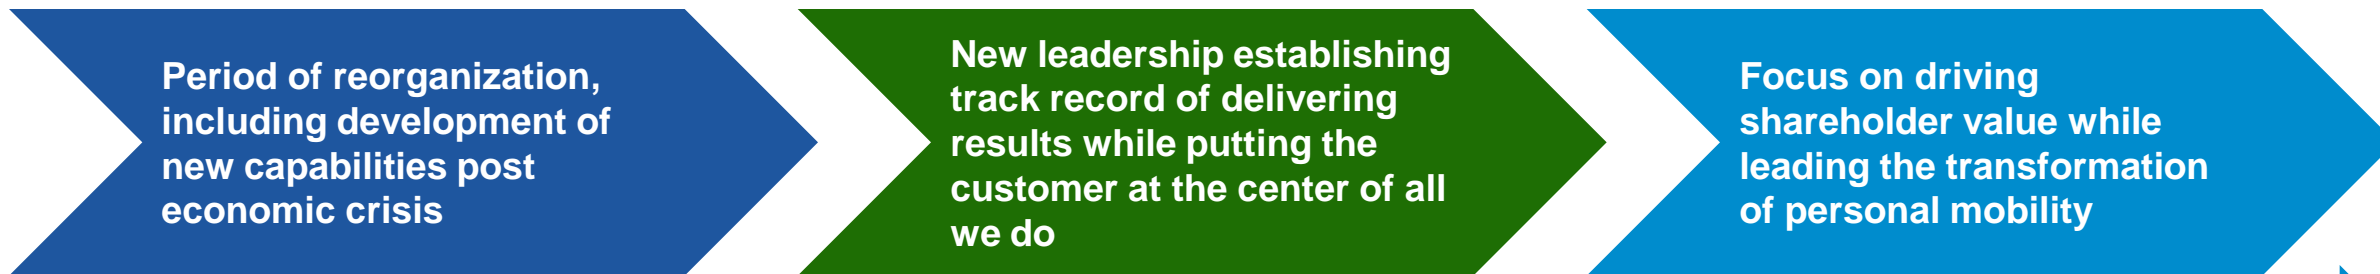 Period of reorganization,
including development of
new capabilities post
economic crisis
New leadership establishing
track record of delivering
results while putting the
customer at the center of all
we do
Focus on driving
shareholder value while
leading the transformation
of personal mobility